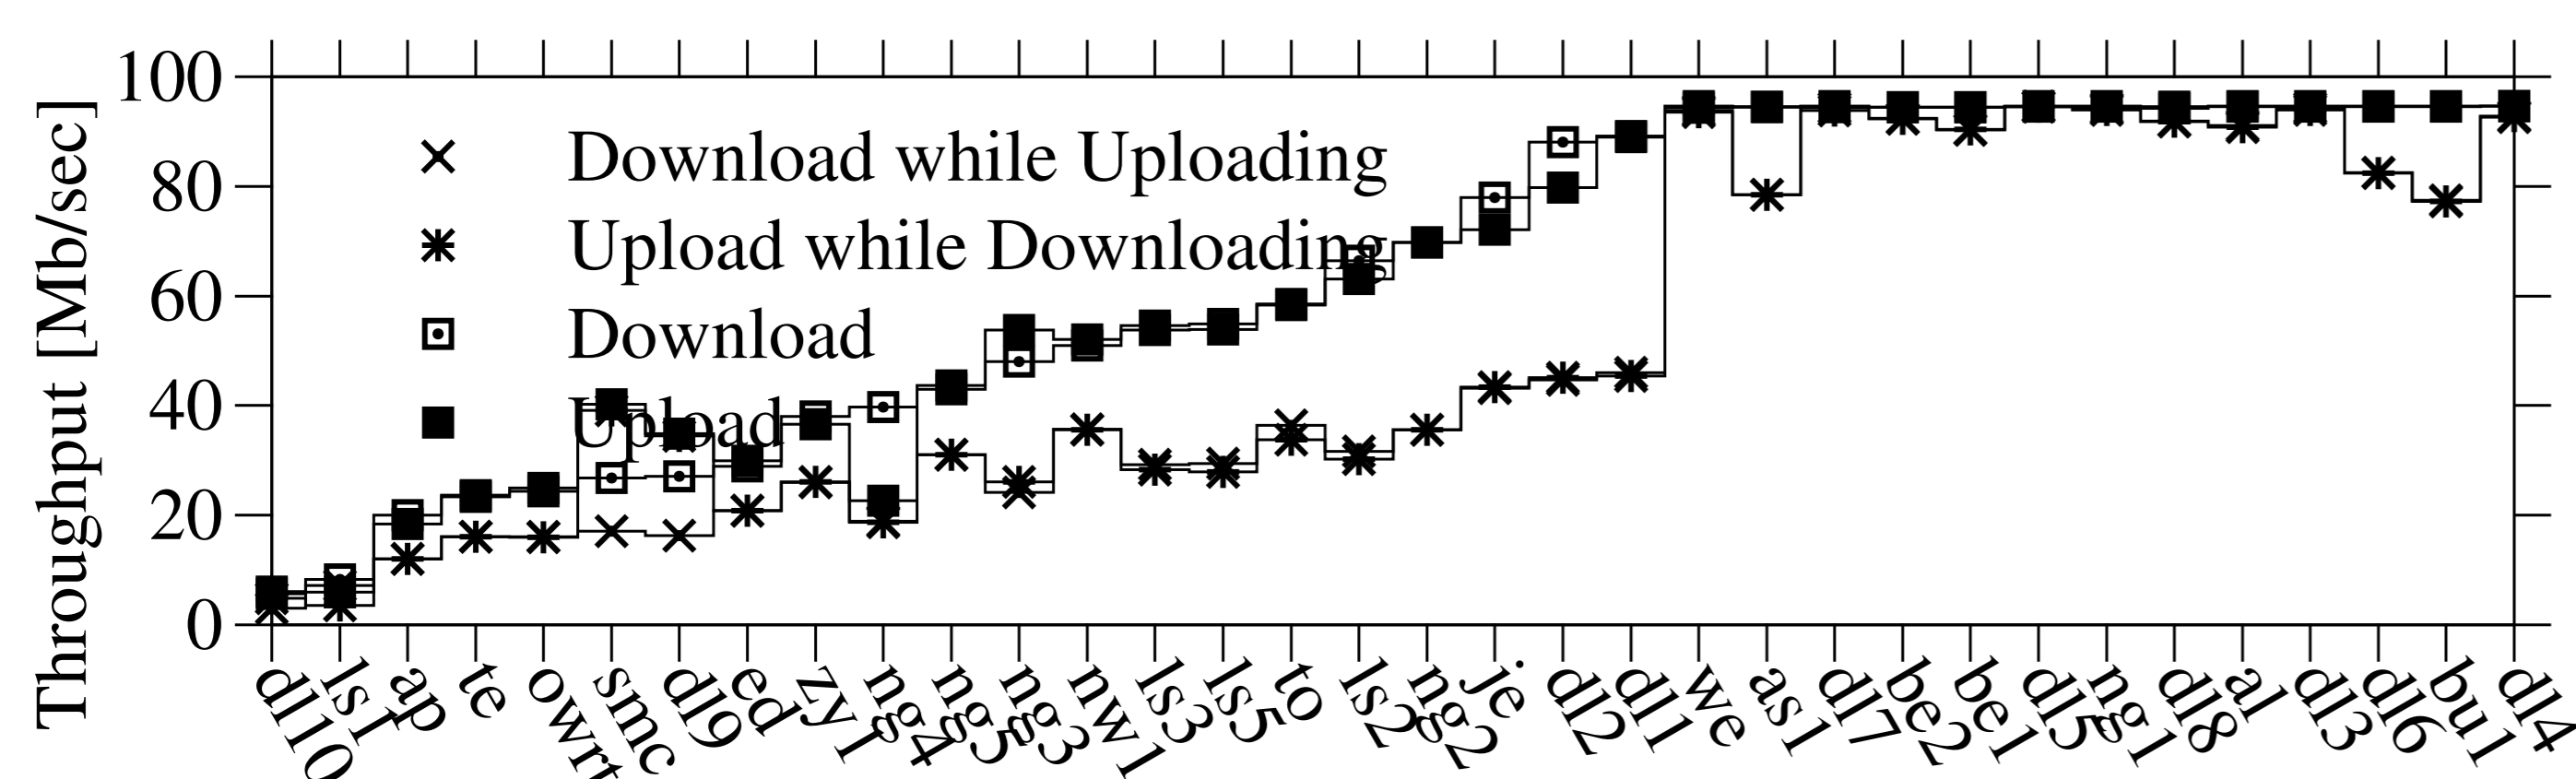 Throughput [Mb/sec]
100
80
60
40
20
0
Download while Uploading
Upload while Downloading
Download
Upload
dl10
ls1
ap
te
owrt
smc
dl9
ed
zy1
ng4
ng5
ng3
nw1
ls3
ls5
to
ls2
ng2
je
dl2
dl1
we
as1
dl7
be2
be1
dl5
ng1
dl8
al
dl3
dl6
bu1
dl4